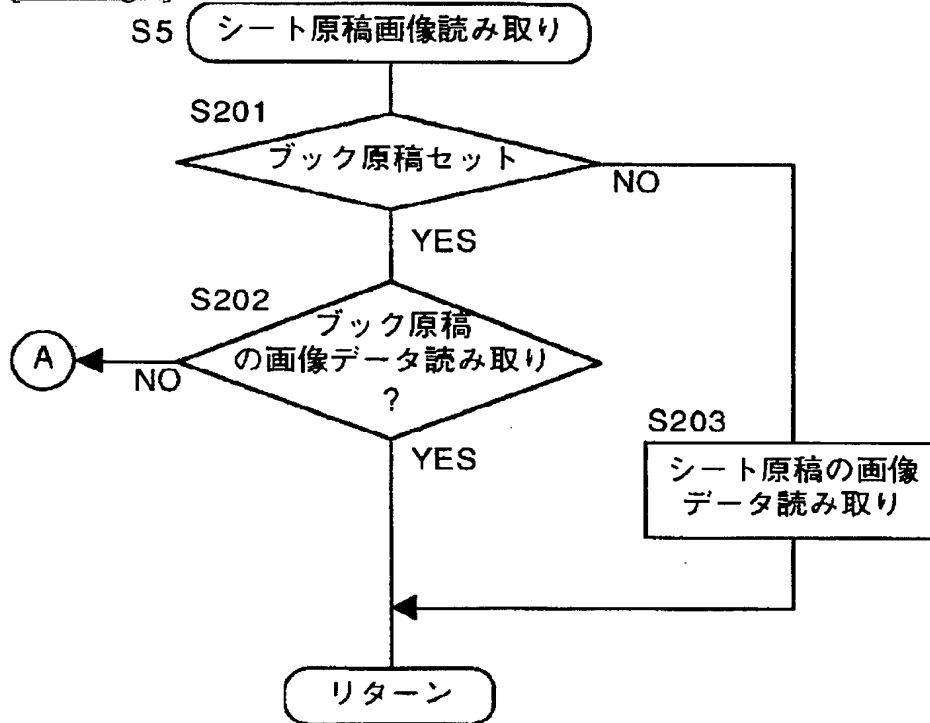 S5
シート原稿画像読み取り
S201
ブック原稿セット
NO
YES
S202
ブック原稿
の画像データ読み取り
?
A
NO
YES
S203
シート原稿の画像
データ読み取り
リターン